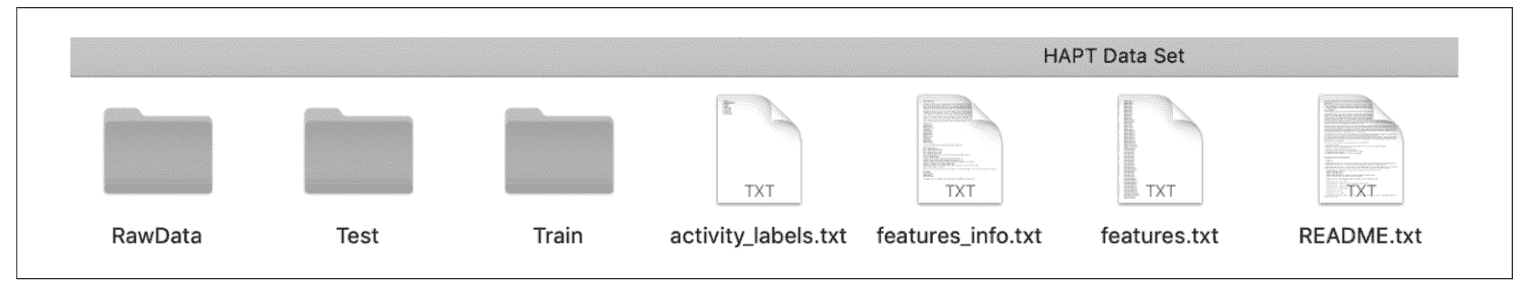 HAPT Data Set
TXT TXT TXT TXT
RawData Test Train activity_labels.txt features_info.txt features.txt README.txt